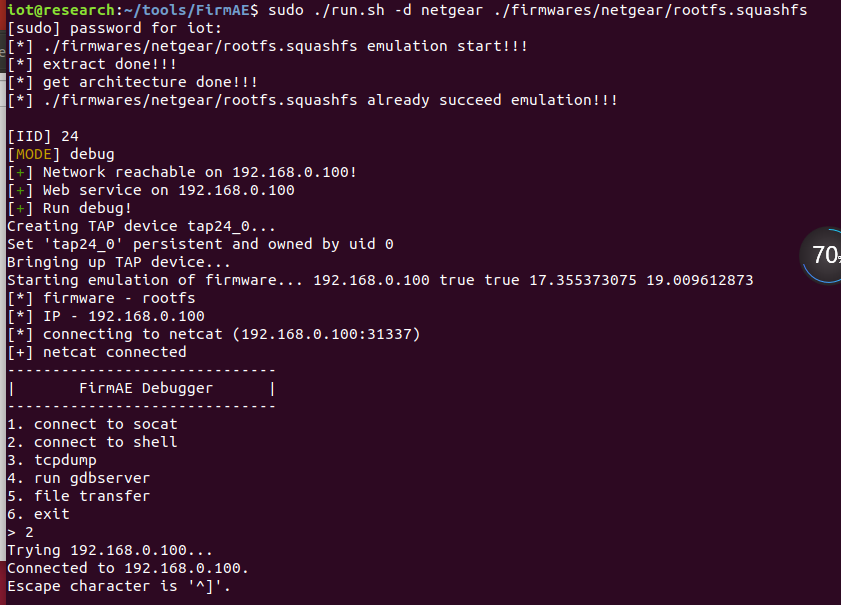 iot@research:~/tools/FirmAE$ sudo ./run.sh -d netgear ./firmwares/netgear/rootfs.squashfs
[sudo] password for iot:
[*] ./firmwares/netgear/rootfs.squashfs emulation start!!!
[*] extract done!!!
[*] get architecture done!!!
[*] ./firmwares/netgear/rootfs.squashfs already succeed emulation!!!
[IID] 24
[MODE] debug
[+] Network reachable on 192.168.0.100!
[+] Web service on 192.168.0.100
[+] Run debug!
Creating TAP device tap24_0...
Set 'tap24_0' persistent and owned by uid 0
Bringing up TAP device...
Starting emulation of firmware... 192.168.0.100 true true 17.355373075 19.009612873
[*] firmware - rootfs
[*] IP - 192.168.0.100
[*] connecting to netcat (192.168.0.100:31337)
[+] netcat connected
------------------------------
|       FirmAE Debugger      |
------------------------------
1. connect to socat
2. connect to shell
3. tcpdump
4. run gdbserver
5. file transfer
6. exit
> 2
Trying 192.168.0.100...
Connected to 192.168.0.100.
Escape character is '^]'.
70%